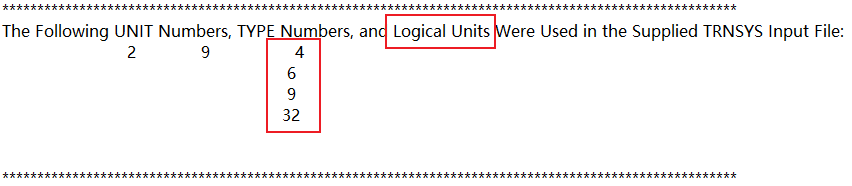 *********************************************************************************************************
The Following UNIT Numbers, TYPE Numbers, and Logical Units Were Used in the Supplied TRNSYS Input File:
2 9 4
6
9
32
*********************************************************************************************************